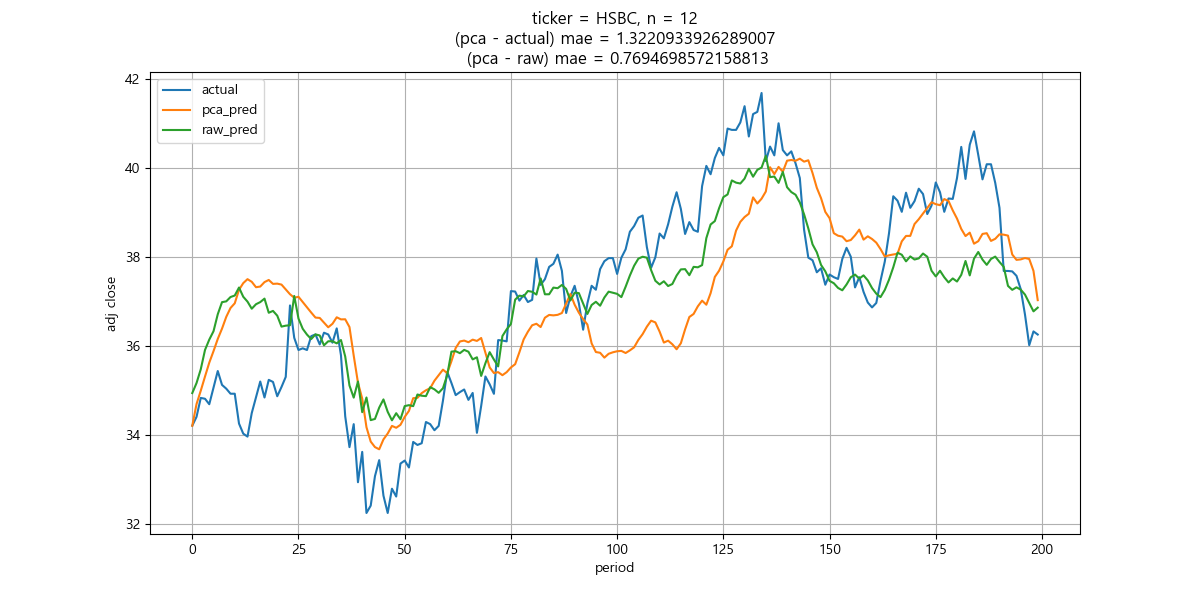 ticker = HSBC, n = 12
(pca - actual) mae = 1.3220933926289007
(pca - raw) mae = 0.7694698572158813
actual
pca_pred
raw_pred
adj close
42
40
38
36
34
32
0 25 50 75 100 125 150 175 200
period